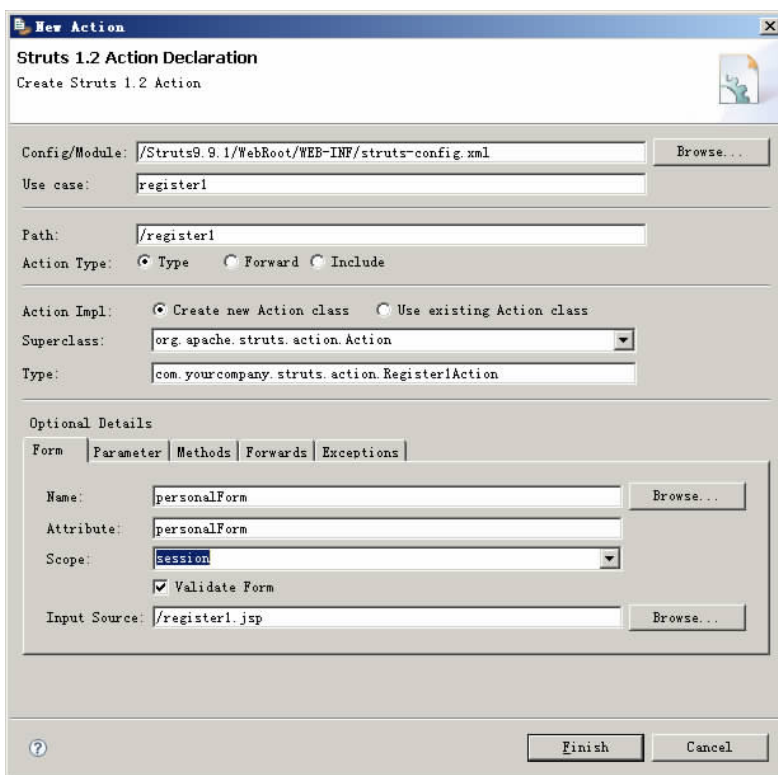 New Action
Struts 1.2 Action Declaration
Create Struts 1.2 Action
Config/Module: /Struts9.9.1/WebRoot/WEB-INF/struts-config.xml Browse...
Use case: register1
Path: /register1
Action Type: Type Forward Include
Action Impl: Create new Action class Use existing Action class
Superclass: org.apache.struts.action.Action
Type: com.yourcompany.struts.action.Register1Action
Optional Details
Form Parameter Methods Forwards Exceptions
Name: personalForm Browse...
Attribute: personalForm
Scope: session
Validate Form
Input Source: /register1.jsp Browse...
Finish Cancel